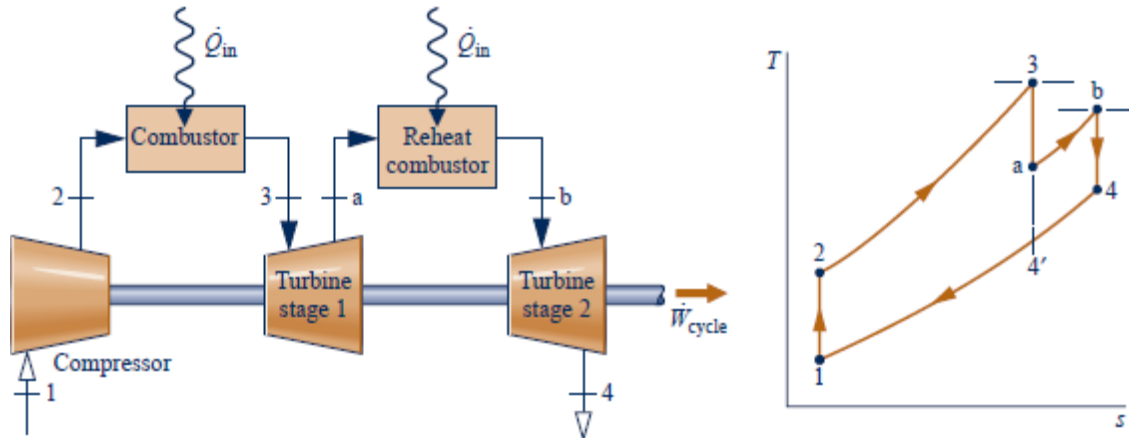 Q̇in
Q̇in
Combustor
Reheat
combustor
2
3
a
b
Turbine
stage 1
Turbine
stage 2
Ẇcycle
Compressor
1
4
T
3
b
a
4
2
4′
1
s